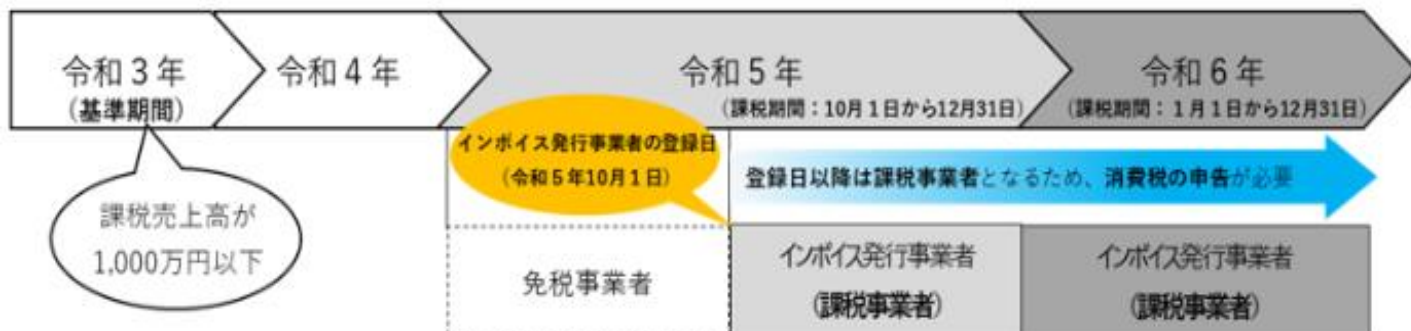 令和3年
(基準期間)
令和4年
令和5年
(課税期間:10月1日から12月31日)
令和6年
(課税期間:1月1日から12月31日)
インボイス発行事業者の登録日
(令和5年10月1日)
登録日以降は課税事業者となるため、消費税の申告が必要
課税売上高が
1,000万円以下
免税事業者
インボイス発行事業者
(課税事業者)
インボイス発行事業者
(課税事業者)